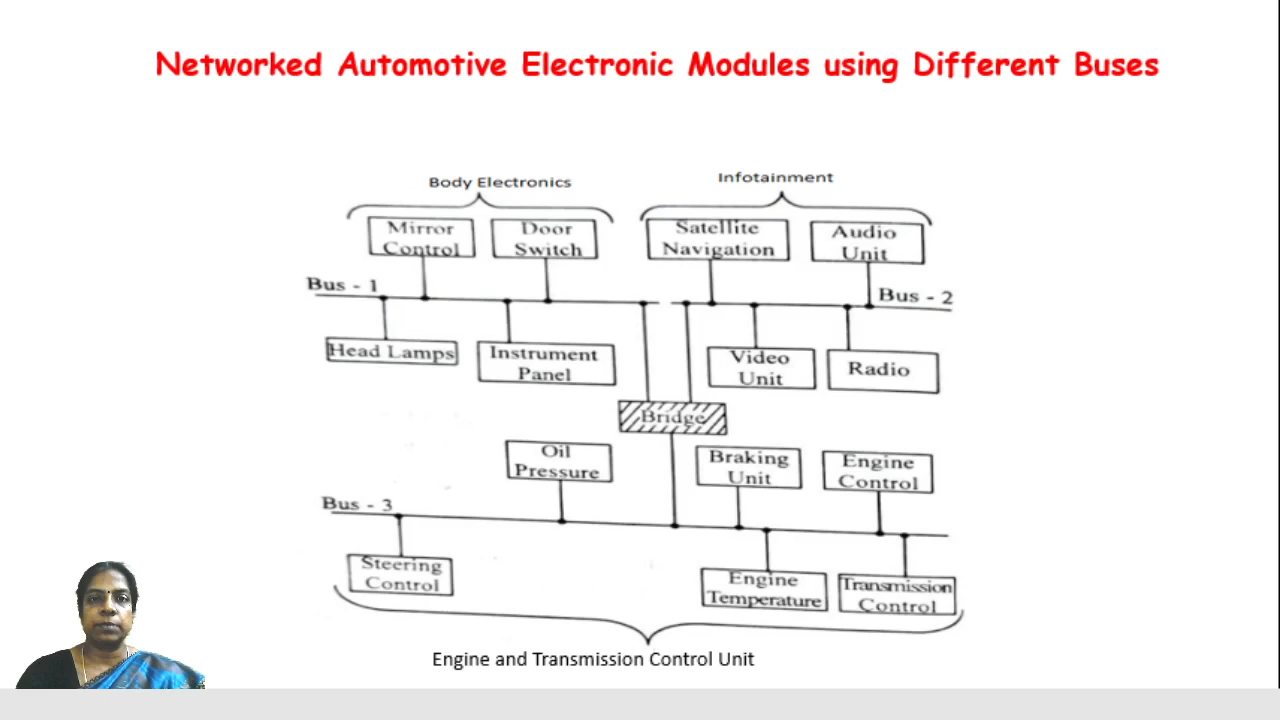 Networked Automotive Electronic Modules using Different Buses
Body Electronics
Infotainment
Mirror
Control
Door
Switch
Satellite
Navigation
Audio
Unit
Bus - 1
Bus - 2
Head Lamps
Instrument
Panel
Video
Unit
Radio
Bridge
Oil
Pressure
Braking
Unit
Engine
Control
Bus - 3
Steering
Control
Engine
Temperature
Transmission
Control
Engine and Transmission Control Unit